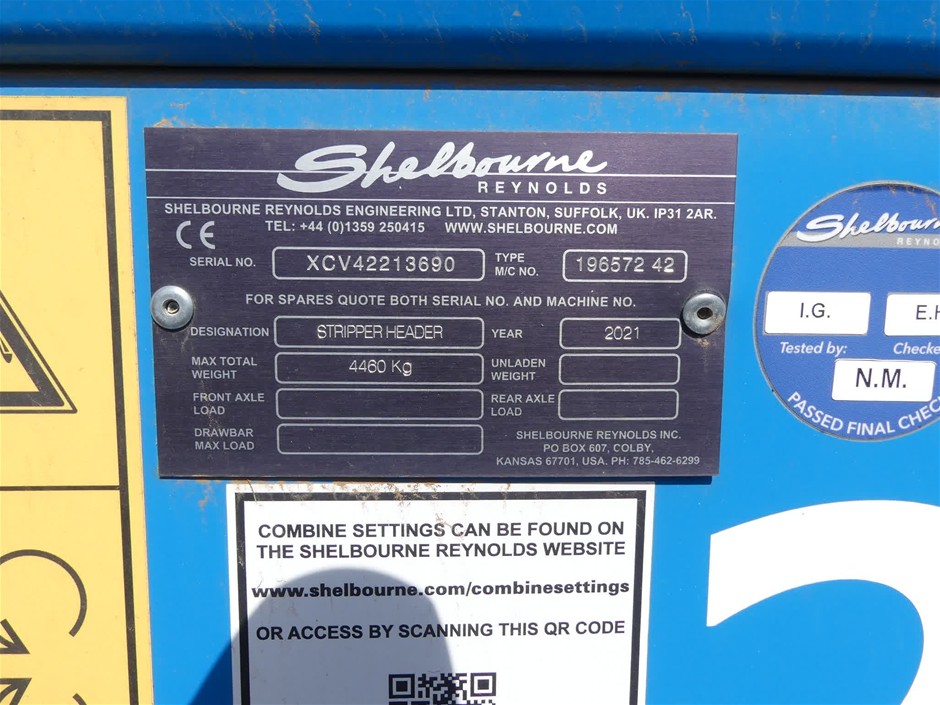 Shelbourne
REYNOLDS
SHELBOURNE REYNOLDS ENGINEERING LTD, STANTON, SUFFOLK, UK. IP31 2AR.
TEL: +44 (0)1359 250415 WWW.SHELBOURNE.COM
CE
SERIAL NO. XCV42213690 TYPE M/C NO. 196572 42
FOR SPARES QUOTE BOTH SERIAL NO. AND MACHINE NO.
DESIGNATION STRIPPER HEADER YEAR 2021
MAX TOTAL WEIGHT 4460 Kg UNLADEN WEIGHT
FRONT AXLE LOAD REAR AXLE LOAD
DRAWBAR MAX LOAD
SHELBOURNE REYNOLDS INC.
PO BOX 607, COLBY,
KANSAS 67701, USA. PH: 785-462-6299
COMBINE SETTINGS CAN BE FOUND ON
THE SHELBOURNE REYNOLDS WEBSITE
www.shelbourne.com/combinesettings
OR ACCESS BY SCANNING THIS QR CODE
Shelbourn
REYNO
I.G. E.
Tested by: Checke
N.M.
PASSED FINAL CHEC
2